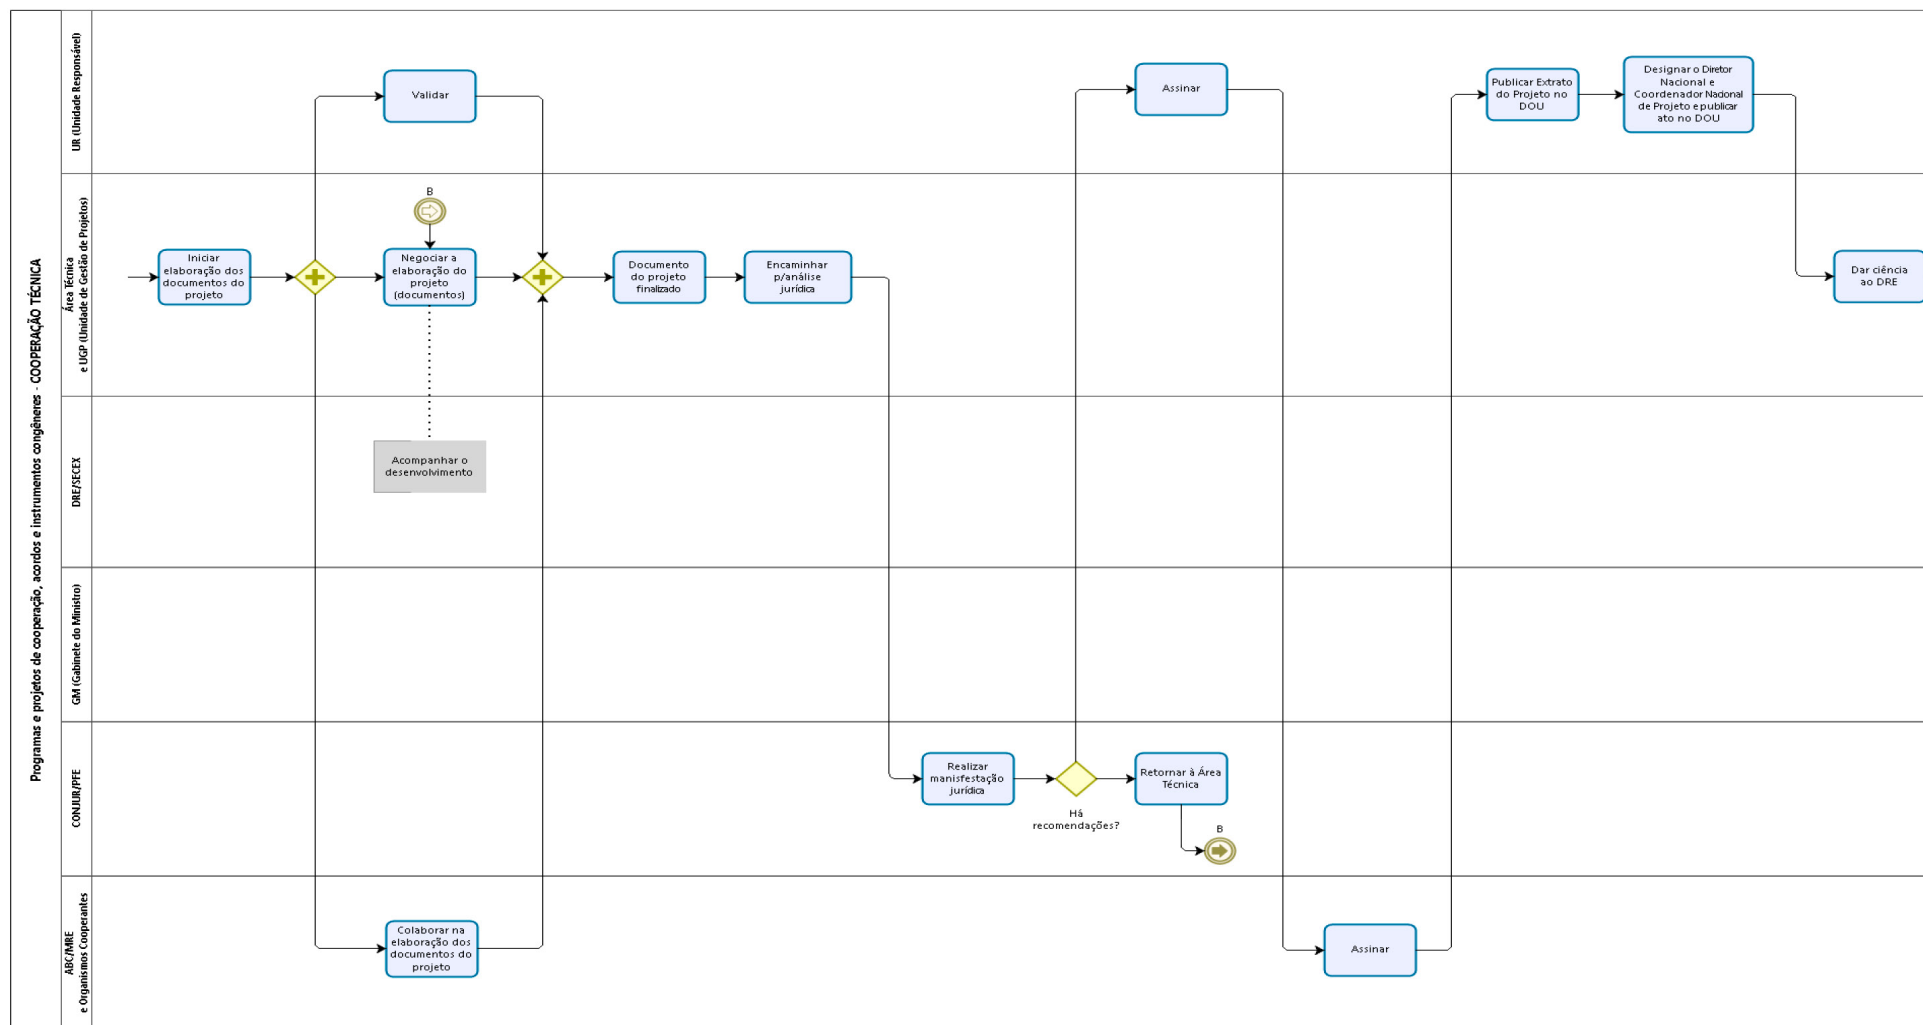 Programas e projetos de cooperação, acordos e instrumentos congêneres - COOPERAÇÃO TÉCNICA
UR (Unidade Responsável)
Validar
Assinar
Publicar Extrato
do Projeto no
DOU
Designar o Diretor
Nacional e
Coordenador Nacional
de Projeto e publicar
ato no DOU
Área Técnica
e UGP (Unidade de Gestão de Projetos)
B
Iniciar
elaboração dos
documentos do
projeto
Negociar a
elaboração do
projeto
(documentos)
Documento
do projeto
finalizado
Encaminhar
p/análise
jurídica
Dar ciência
ao DRE
DRE/SECEX
Acompanhar o
desenvolvimento
GM (Gabinete do Ministro)
CONJUR/PFE
Realizar
manisfestação
jurídica
Há
recomendações?
Retornar à Área
Técnica
B
ABC/MRE
e Organismos Cooperantes
Colaborar na
elaboração dos
documentos do
projeto
Assinar